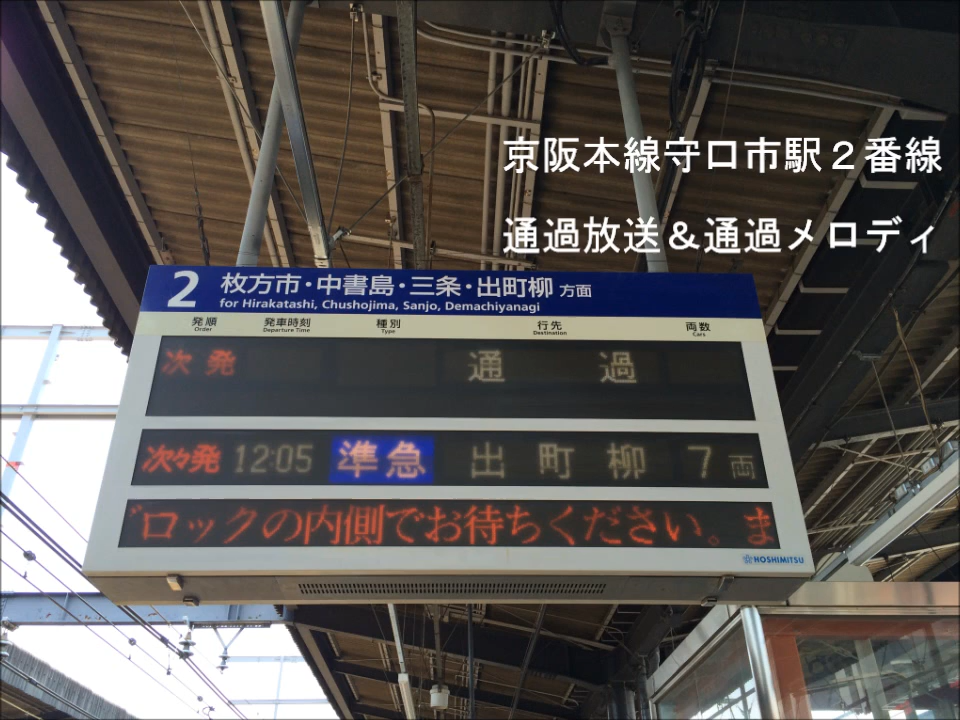 京阪本線守口市駅２番線
通過放送＆通過メロディ
2 枚方市・中書島・三条・出町柳 方面
for Hirakatashi, Chushojima, Sanjo, Demachiyanagi
発順 発車時刻 種別 行先 両数
Order Departure Time Type Destination Cars
次発 通過
次々発 12:05 準急 出町柳 7両
ﾞロックの内側でお待ちください。ま
HOSHIMITSU